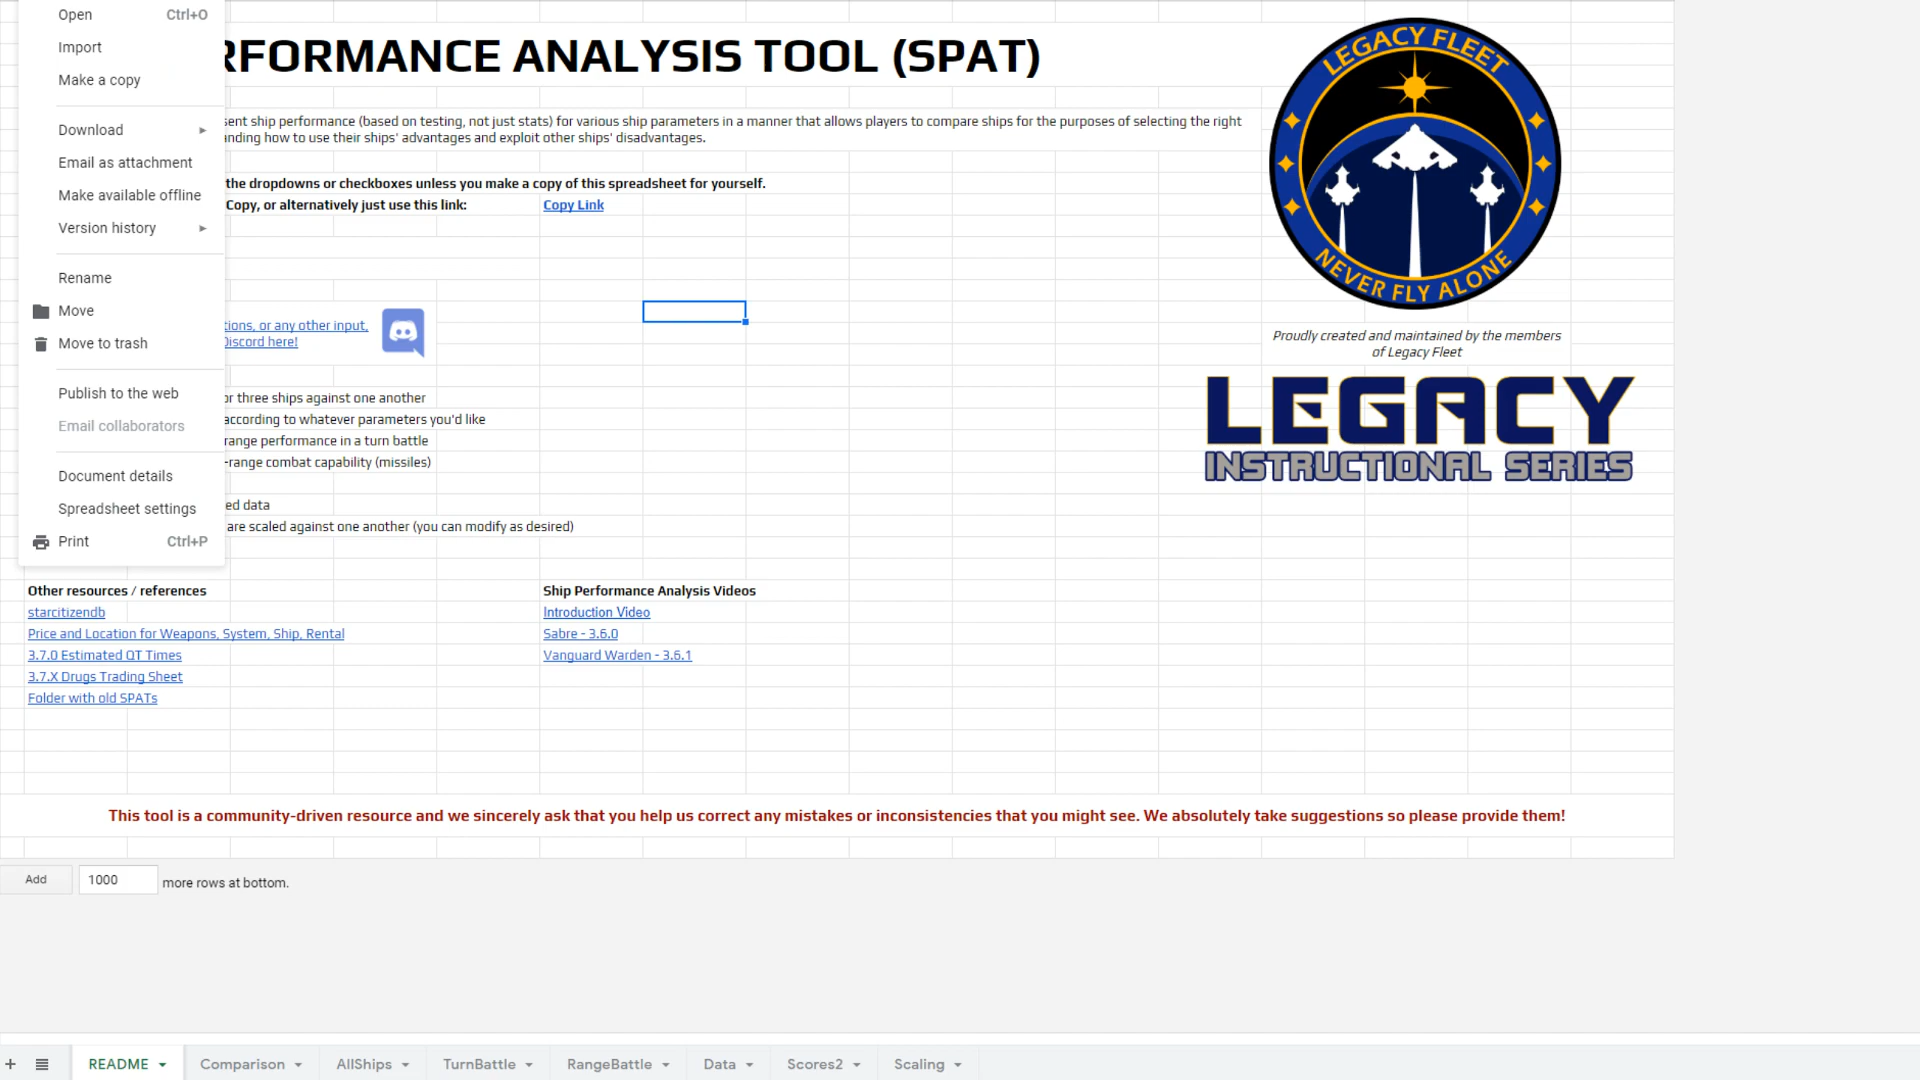 Open Ctrl+O
Import
Make a copy
Download
Email as attachment
Make available offline
Version history
Rename
Move
Move to trash
Publish to the web
Email collaborators
Document details
Spreadsheet settings
Print Ctrl+P
RFORMANCE ANALYSIS TOOL (SPAT)
sent ship performance (based on testing, not just stats) for various ship parameters in a manner that allows players to compare ships for the purposes of selecting the right
anding how to use their ships' advantages and exploit other ships' disadvantages.
the dropdowns or checkboxes unless you make a copy of this spreadsheet for yourself.
Copy, or alternatively just use this link: Copy Link
tions, or any other input,
Discord here!
or three ships against one another
according to whatever parameters you'd like
range performance in a turn battle
-range combat capability (missiles)
ed data
are scaled against one another (you can modify as desired)
LEGACY FLEET
NEVER FLY ALONE
Proudly created and maintained by the members
of Legacy Fleet
LEGACY
INSTRUCTIONAL SERIES
Other resources / references
starcitizendb
Price and Location for Weapons, System, Ship, Rental
3.7.0 Estimated QT Times
3.7.X Drugs Trading Sheet
Folder with old SPATs
Ship Performance Analysis Videos
Introduction Video
Sabre - 3.6.0
Vanguard Warden - 3.6.1
This tool is a community-driven resource and we sincerely ask that you help us correct any mistakes or inconsistencies that you might see. We absolutely take suggestions so please provide them!
Add 1000 more rows at bottom.
README Comparison AllShips TurnBattle RangeBattle Data Scores2 Scaling